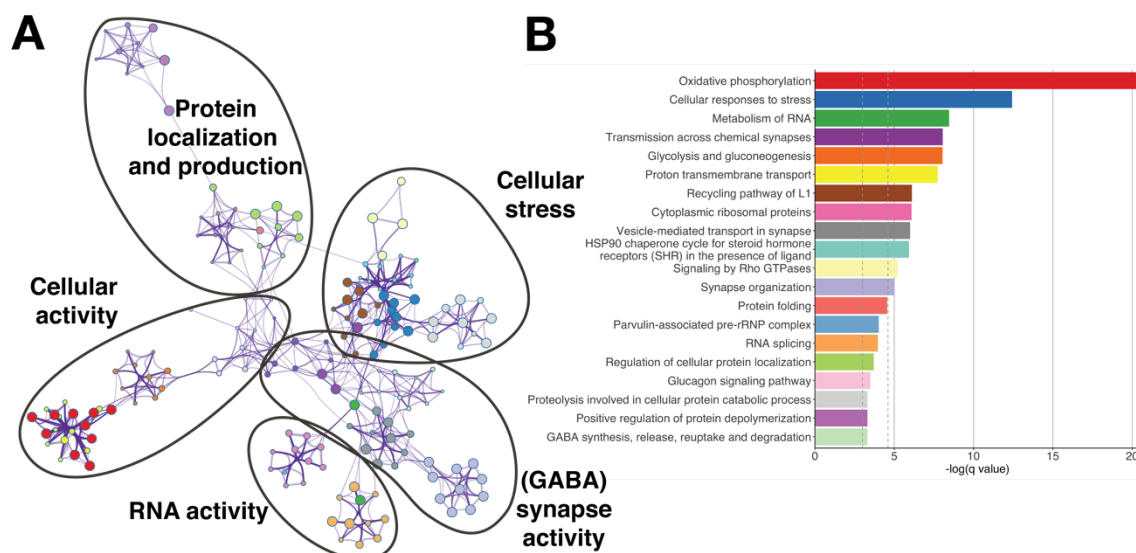 A
Protein
localization
and production
Cellular
stress
Cellular
activity
RNA activity
(GABA)
synapse
activity
B
Oxidative phosphorylation
Cellular responses to stress
Metabolism of RNA
Transmission across chemical synapses
Glycolysis and gluconeogenesis
Proton transmembrane transport
Recycling pathway of L1
Cytoplasmic ribosomal proteins
Vesicle-mediated transport in synapse
HSP90 chaperone cycle for steroid hormone
receptors (SHR) in the presence of ligand
Signaling by Rho GTPases
Synapse organization
Protein folding
Parvulin-associated pre-rRNP complex
RNA splicing
Regulation of cellular protein localization
Glucagon signaling pathway
Proteolysis involved in cellular protein catabolic process
Positive regulation of protein depolymerization
GABA synthesis, release, reuptake and degradation
0 5 10 15 20
-log(q value)